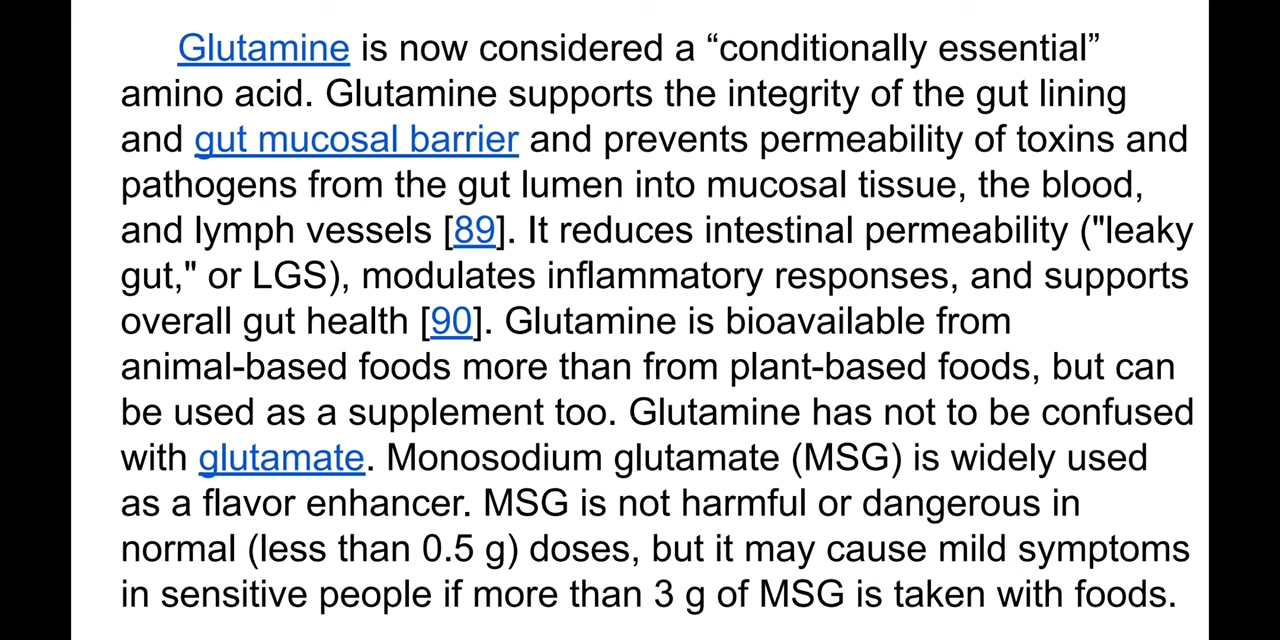 Glutamine is now considered a “conditionally essential”
amino acid. Glutamine supports the integrity of the gut lining
and gut mucosal barrier and prevents permeability of toxins and
pathogens from the gut lumen into mucosal tissue, the blood,
and lymph vessels [89]. It reduces intestinal permeability ("leaky
gut," or LGS), modulates inflammatory responses, and supports
overall gut health [90]. Glutamine is bioavailable from
animal-based foods more than from plant-based foods, but can
be used as a supplement too. Glutamine has not to be confused
with glutamate. Monosodium glutamate (MSG) is widely used
as a flavor enhancer. MSG is not harmful or dangerous in
normal (less than 0.5 g) doses, but it may cause mild symptoms
in sensitive people if more than 3 g of MSG is taken with foods.